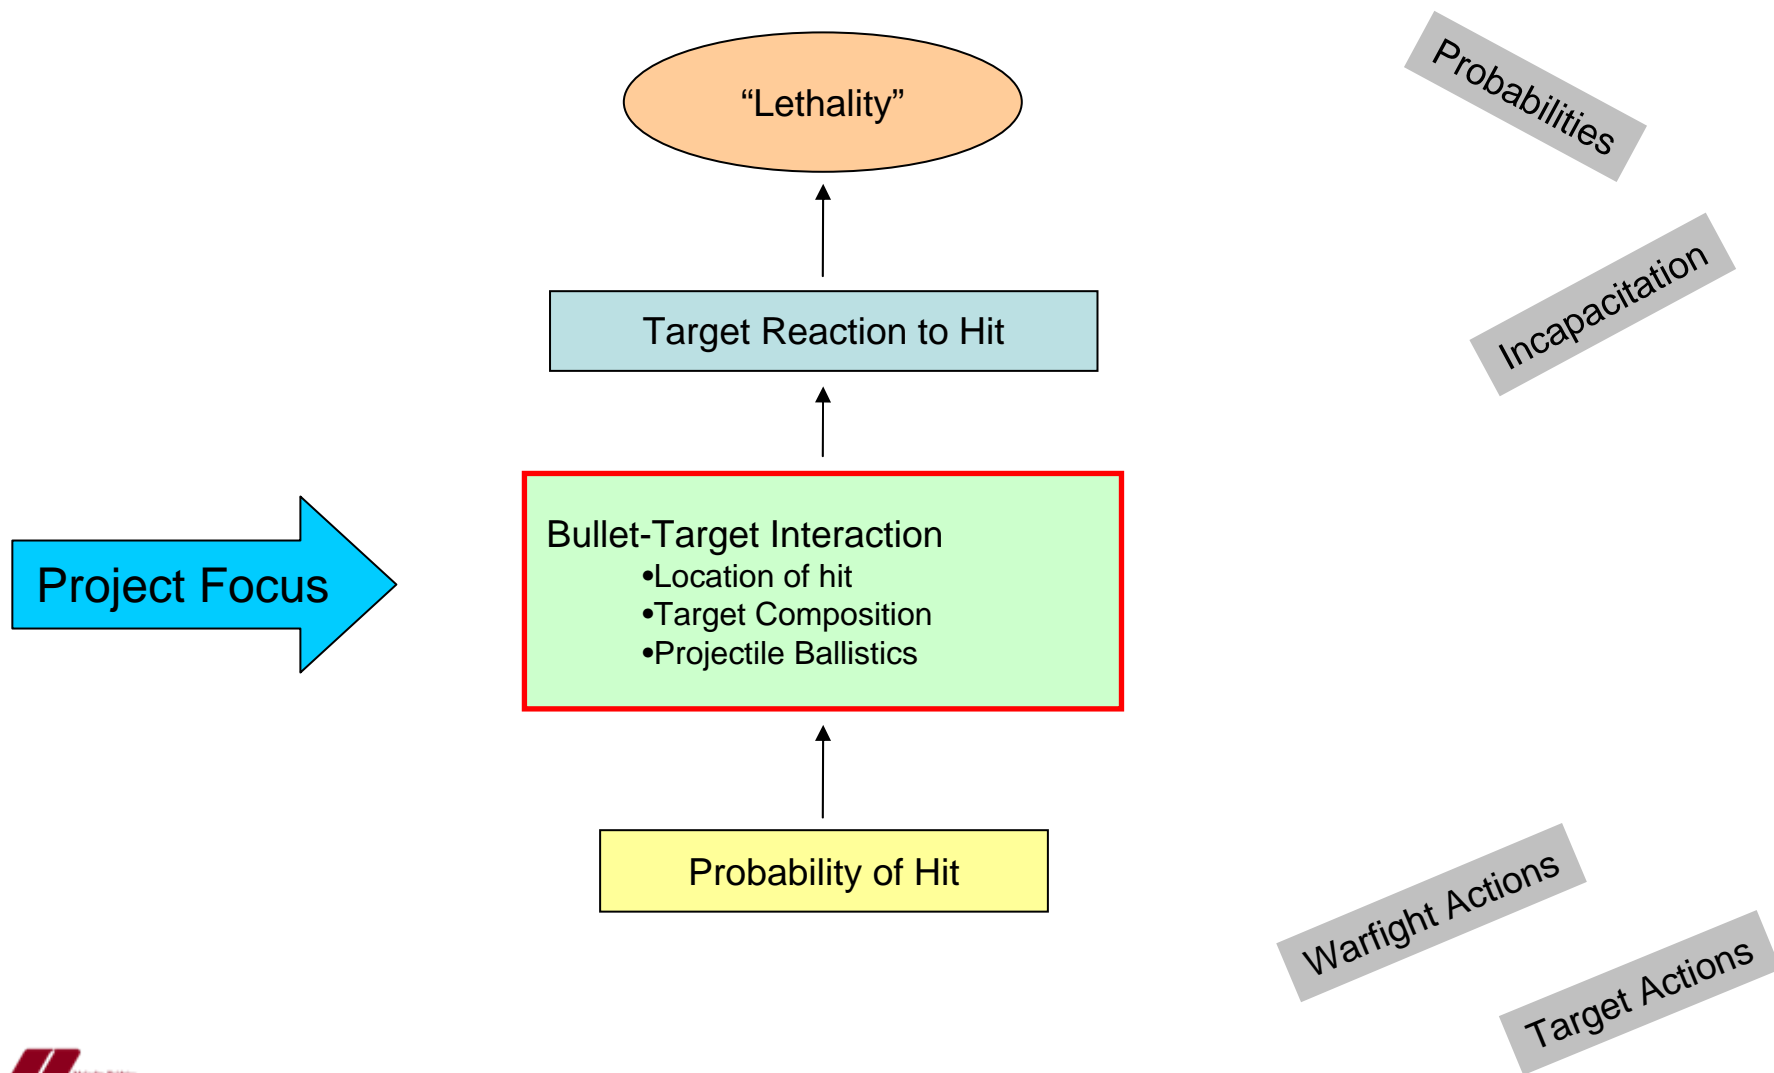 “Lethality”
Probabilities
Incapacitation
Target Reaction to Hit
Project Focus
Bullet-Target Interaction
•Location of hit
•Target Composition
•Projectile Ballistics
Probability of Hit
Warfight Actions
Target Actions